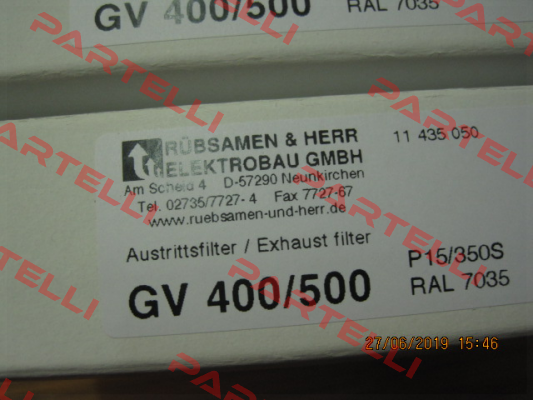 GV 400/500
RAL 7035
RÜBSAMEN & HERR
ELEKTROBAU GMBH
11 435 050
Am Scheid 4 D-57290 Neunkirchen
Tel. 02735/7727- 4 Fax 7727-67
www.ruebsamen-und-herr.de
Austrittsfilter / Exhaust filter
P15/350S
GV 400/500
RAL 7035
27/06/2019 15:46
PARTELLI
PARTELLI
PARTELLI
PARTELLI
PARTELLI
PARTELLI